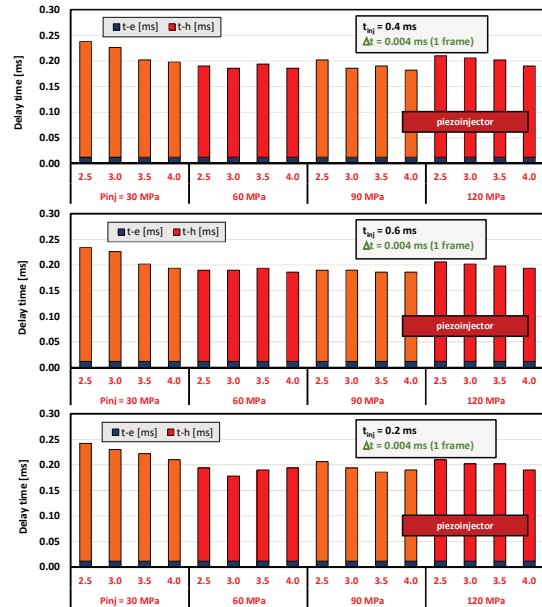 0.30
0.25
0.20
0.15
0.10
0.05
0.00
Delay time [ms]
t-e [ms] t-h [ms]
t_inj = 0.4 ms
Δt = 0.004 ms (1 frame)
piezoinjector
2.5 3.0 3.5 4.0 2.5 3.0 3.5 4.0 2.5 3.0 3.5 4.0 2.5 3.0 3.5 4.0
Pinj = 30 MPa 60 MPa 90 MPa 120 MPa
0.30
0.25
0.20
0.15
0.10
0.05
0.00
Delay time [ms]
t-e [ms] t-h [ms]
t_inj = 0.6 ms
Δt = 0.004 ms (1 frame)
piezoinjector
2.5 3.0 3.5 4.0 2.5 3.0 3.5 4.0 2.5 3.0 3.5 4.0 2.5 3.0 3.5 4.0
Pinj = 30 MPa 60 MPa 90 MPa 120 MPa
0.30
0.25
0.20
0.15
0.10
0.05
0.00
Delay time [ms]
t-e [ms] t-h [ms]
t_inj = 0.2 ms
Δt = 0.004 ms (1 frame)
piezoinjector
2.5 3.0 3.5 4.0 2.5 3.0 3.5 4.0 2.5 3.0 3.5 4.0 2.5 3.0 3.5 4.0
Pinj = 30 MPa 60 MPa 90 MPa 120 MPa